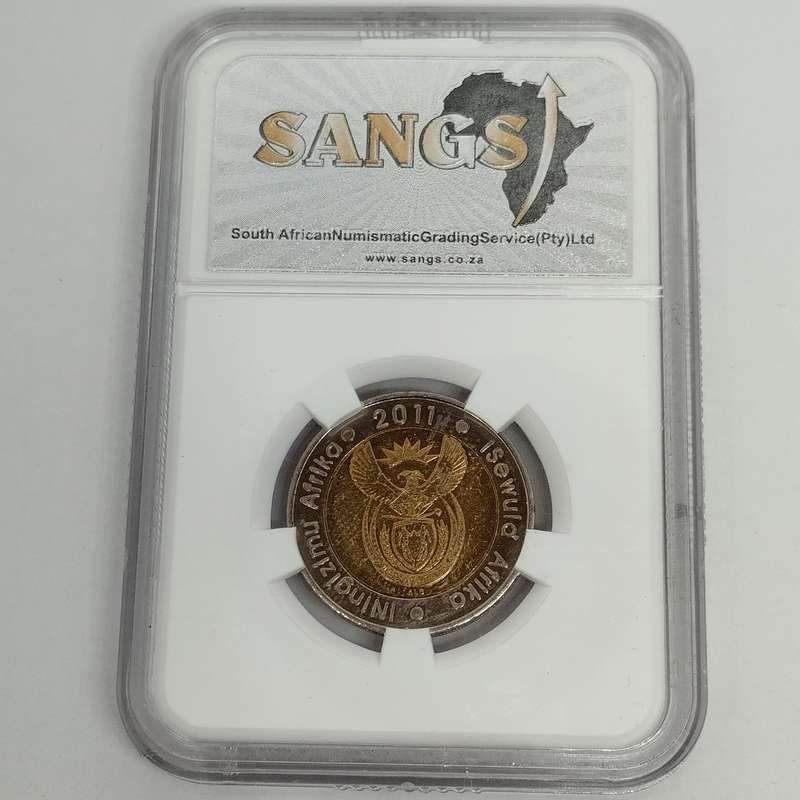 SANGS
South AfricanNumismaticGradingService(Pty)Ltd
www.sangs.co.za
2011
iSewula Afrika
iNingizimu Afrika